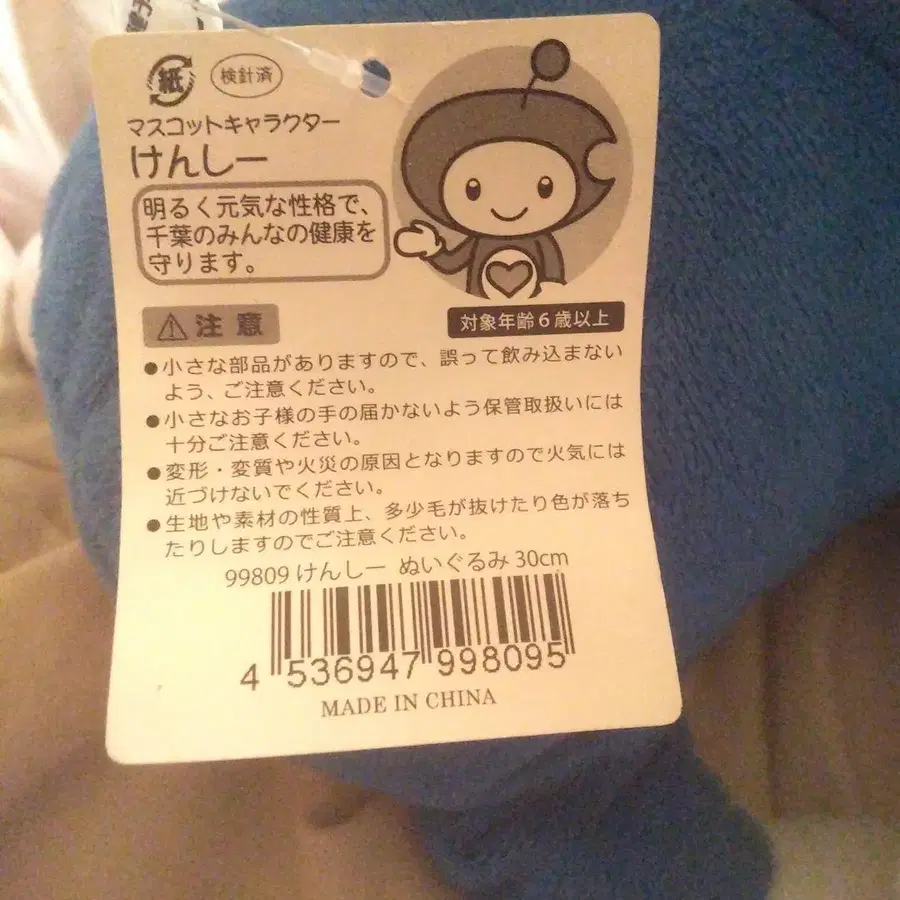 紙
検針済
マスコットキャラクター
けんしー
明るく元気な性格で、
千葉のみんなの健康を
守ります。
注意
対象年齢6歳以上
●小さな部品がありますので、誤って飲み込まない
よう、ご注意ください。
●小さなお子様の手の届かないよう保管取扱いには
十分ご注意ください。
●変形・変質や火災の原因となりますので火気には
近づけないでください。
●生地や素材の性質上、多少毛が抜けたり色が落ち
たりしますのでご注意ください。
99809 けんしー ぬいぐるみ 30cm
4 536947 998095
MADE IN CHINA